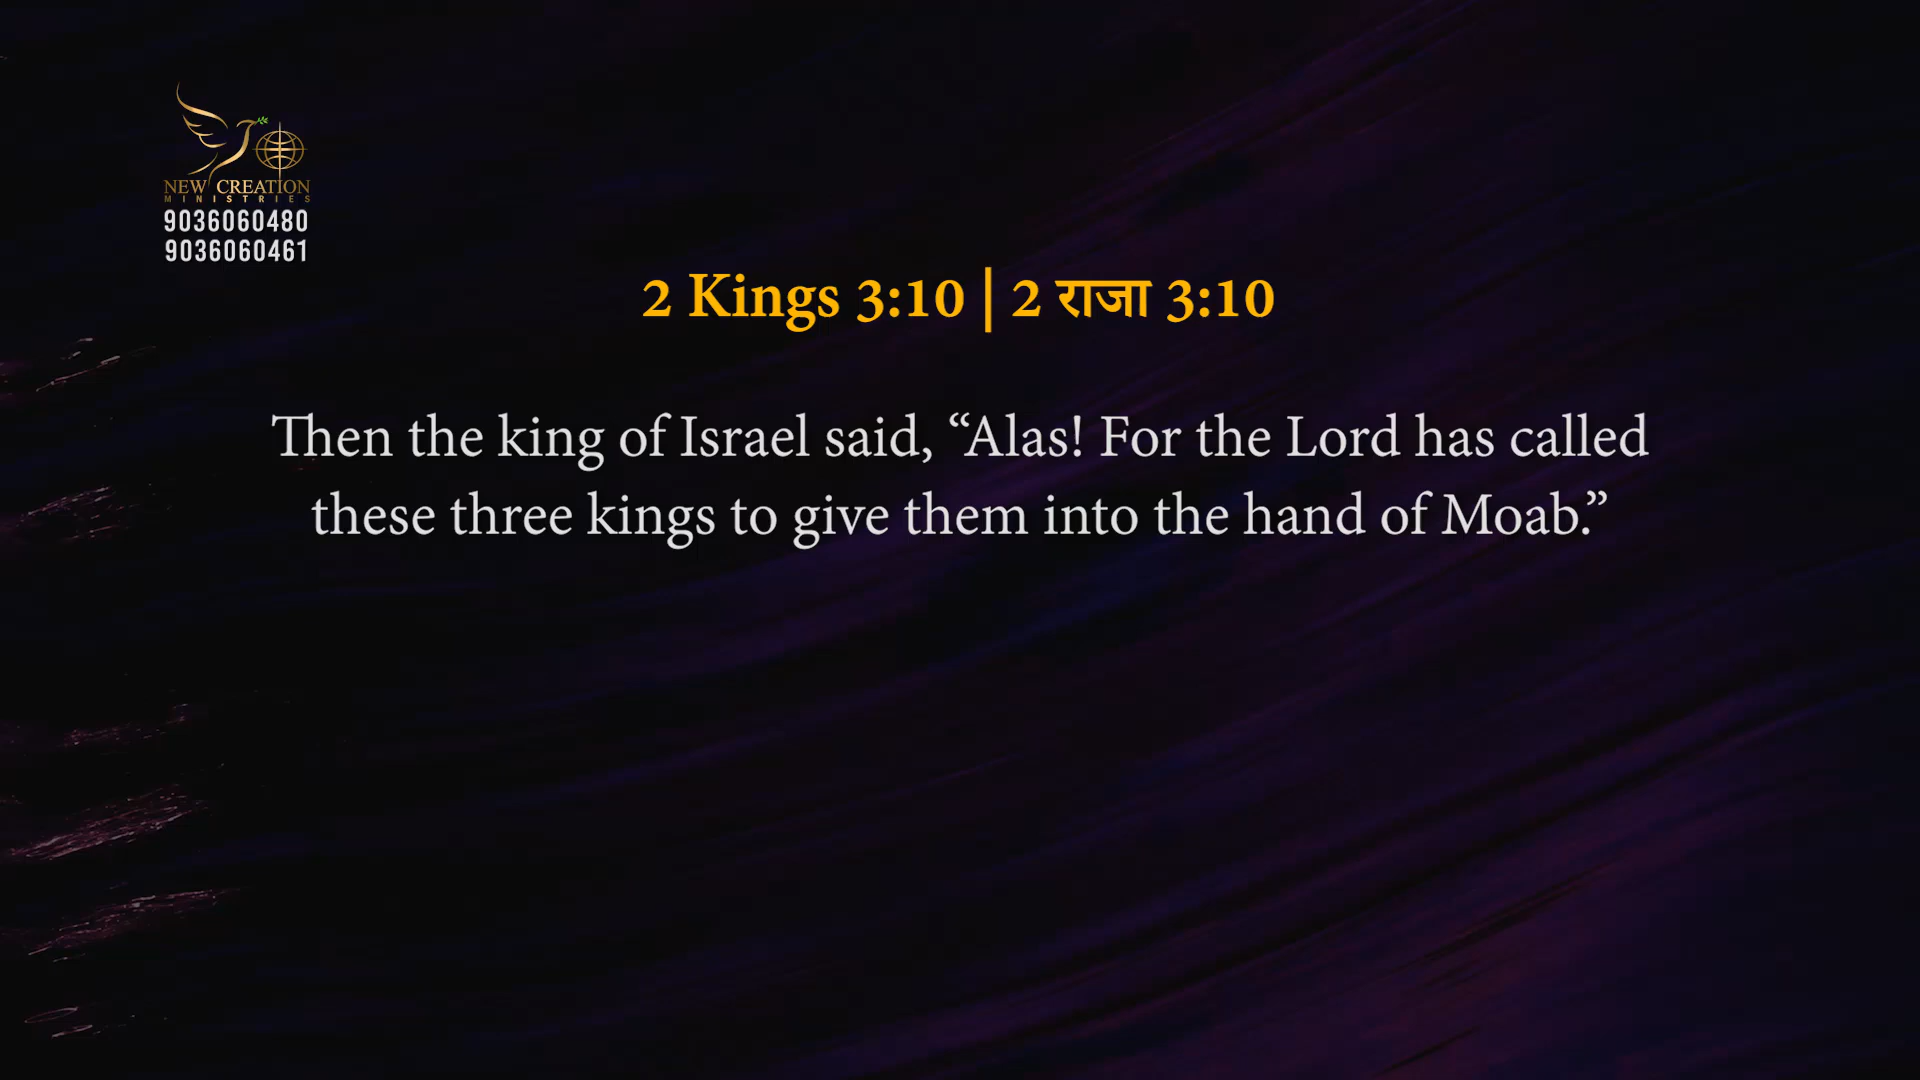 NEW CREATION
MINISTRIES
9036060480
9036060461
2 Kings 3:10 | 2 राजा 3:10
Then the king of Israel said, “Alas! For the Lord has called
these three kings to give them into the hand of Moab.”